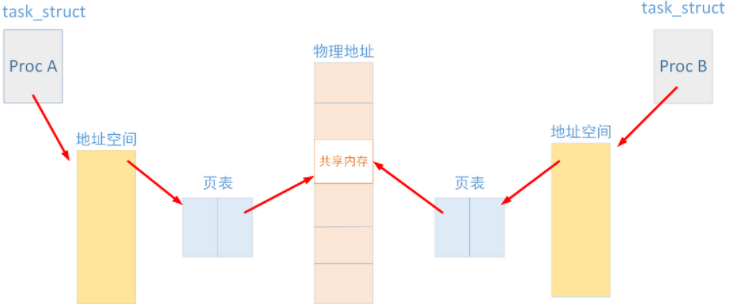 task_struct
task_struct
Proc A
物理地址
Proc B
地址空间
地址空间
共享内存
页表
页表